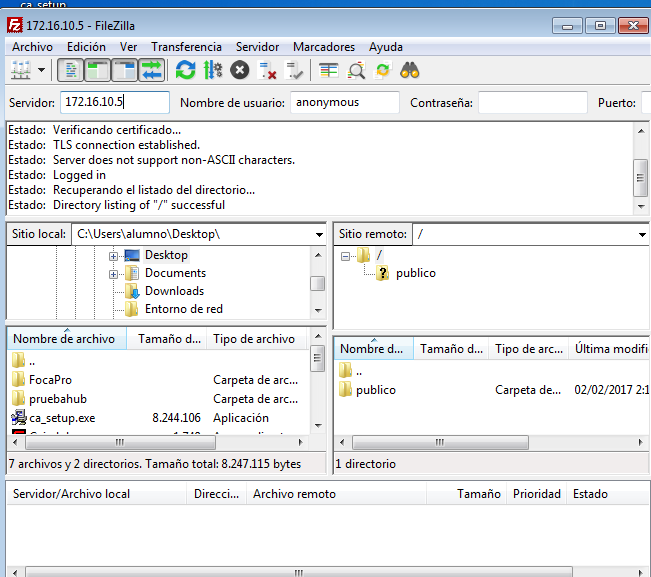 ca_setup
172.16.10.5 - FileZilla
Archivo Edición Ver Transferencia Servidor Marcadores Ayuda
Servidor: 172.16.10.5 Nombre de usuario: anonymous Contraseña: Puerto:
Estado: Verificando certificado...
Estado: TLS connection established.
Estado: Server does not support non-ASCII characters.
Estado: Logged in
Estado: Recuperando el listado del directorio...
Estado: Directory listing of "/" successful
Sitio local: C:\Users\alumno\Desktop\
Desktop
Documents
Downloads
Entorno de red
Sitio remoto: /
/
publico
Nombre de archivo Tamaño d... Tipo de archivo
..
FocaPro Carpeta de arc...
pruebahub Carpeta de arc...
ca_setup.exe 8.244.106 Aplicación
7 archivos y 2 directorios. Tamaño total: 8.247.115 bytes
Nombre d... Tamaño d... Tipo de arc... Última modifi
..
publico Carpeta de... 02/02/2017 2:1
1 directorio
Servidor/Archivo local Direcci... Archivo remoto Tamaño Prioridad Estado